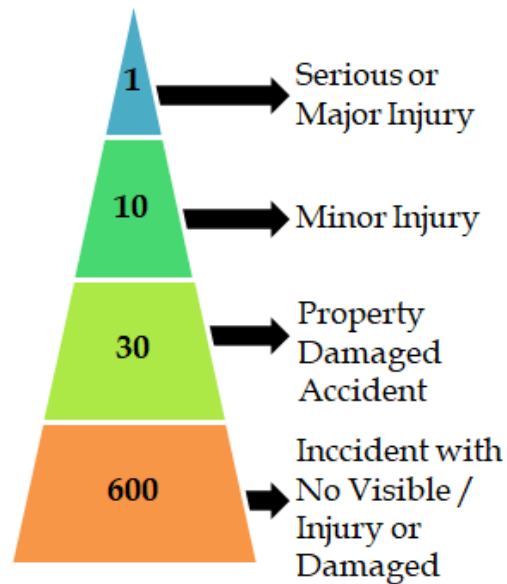 1
Serious or
Major Injury
10
Minor Injury
30
Property
Damaged
Accident
600
Inccident with
No Visible /
Injury or
Damaged